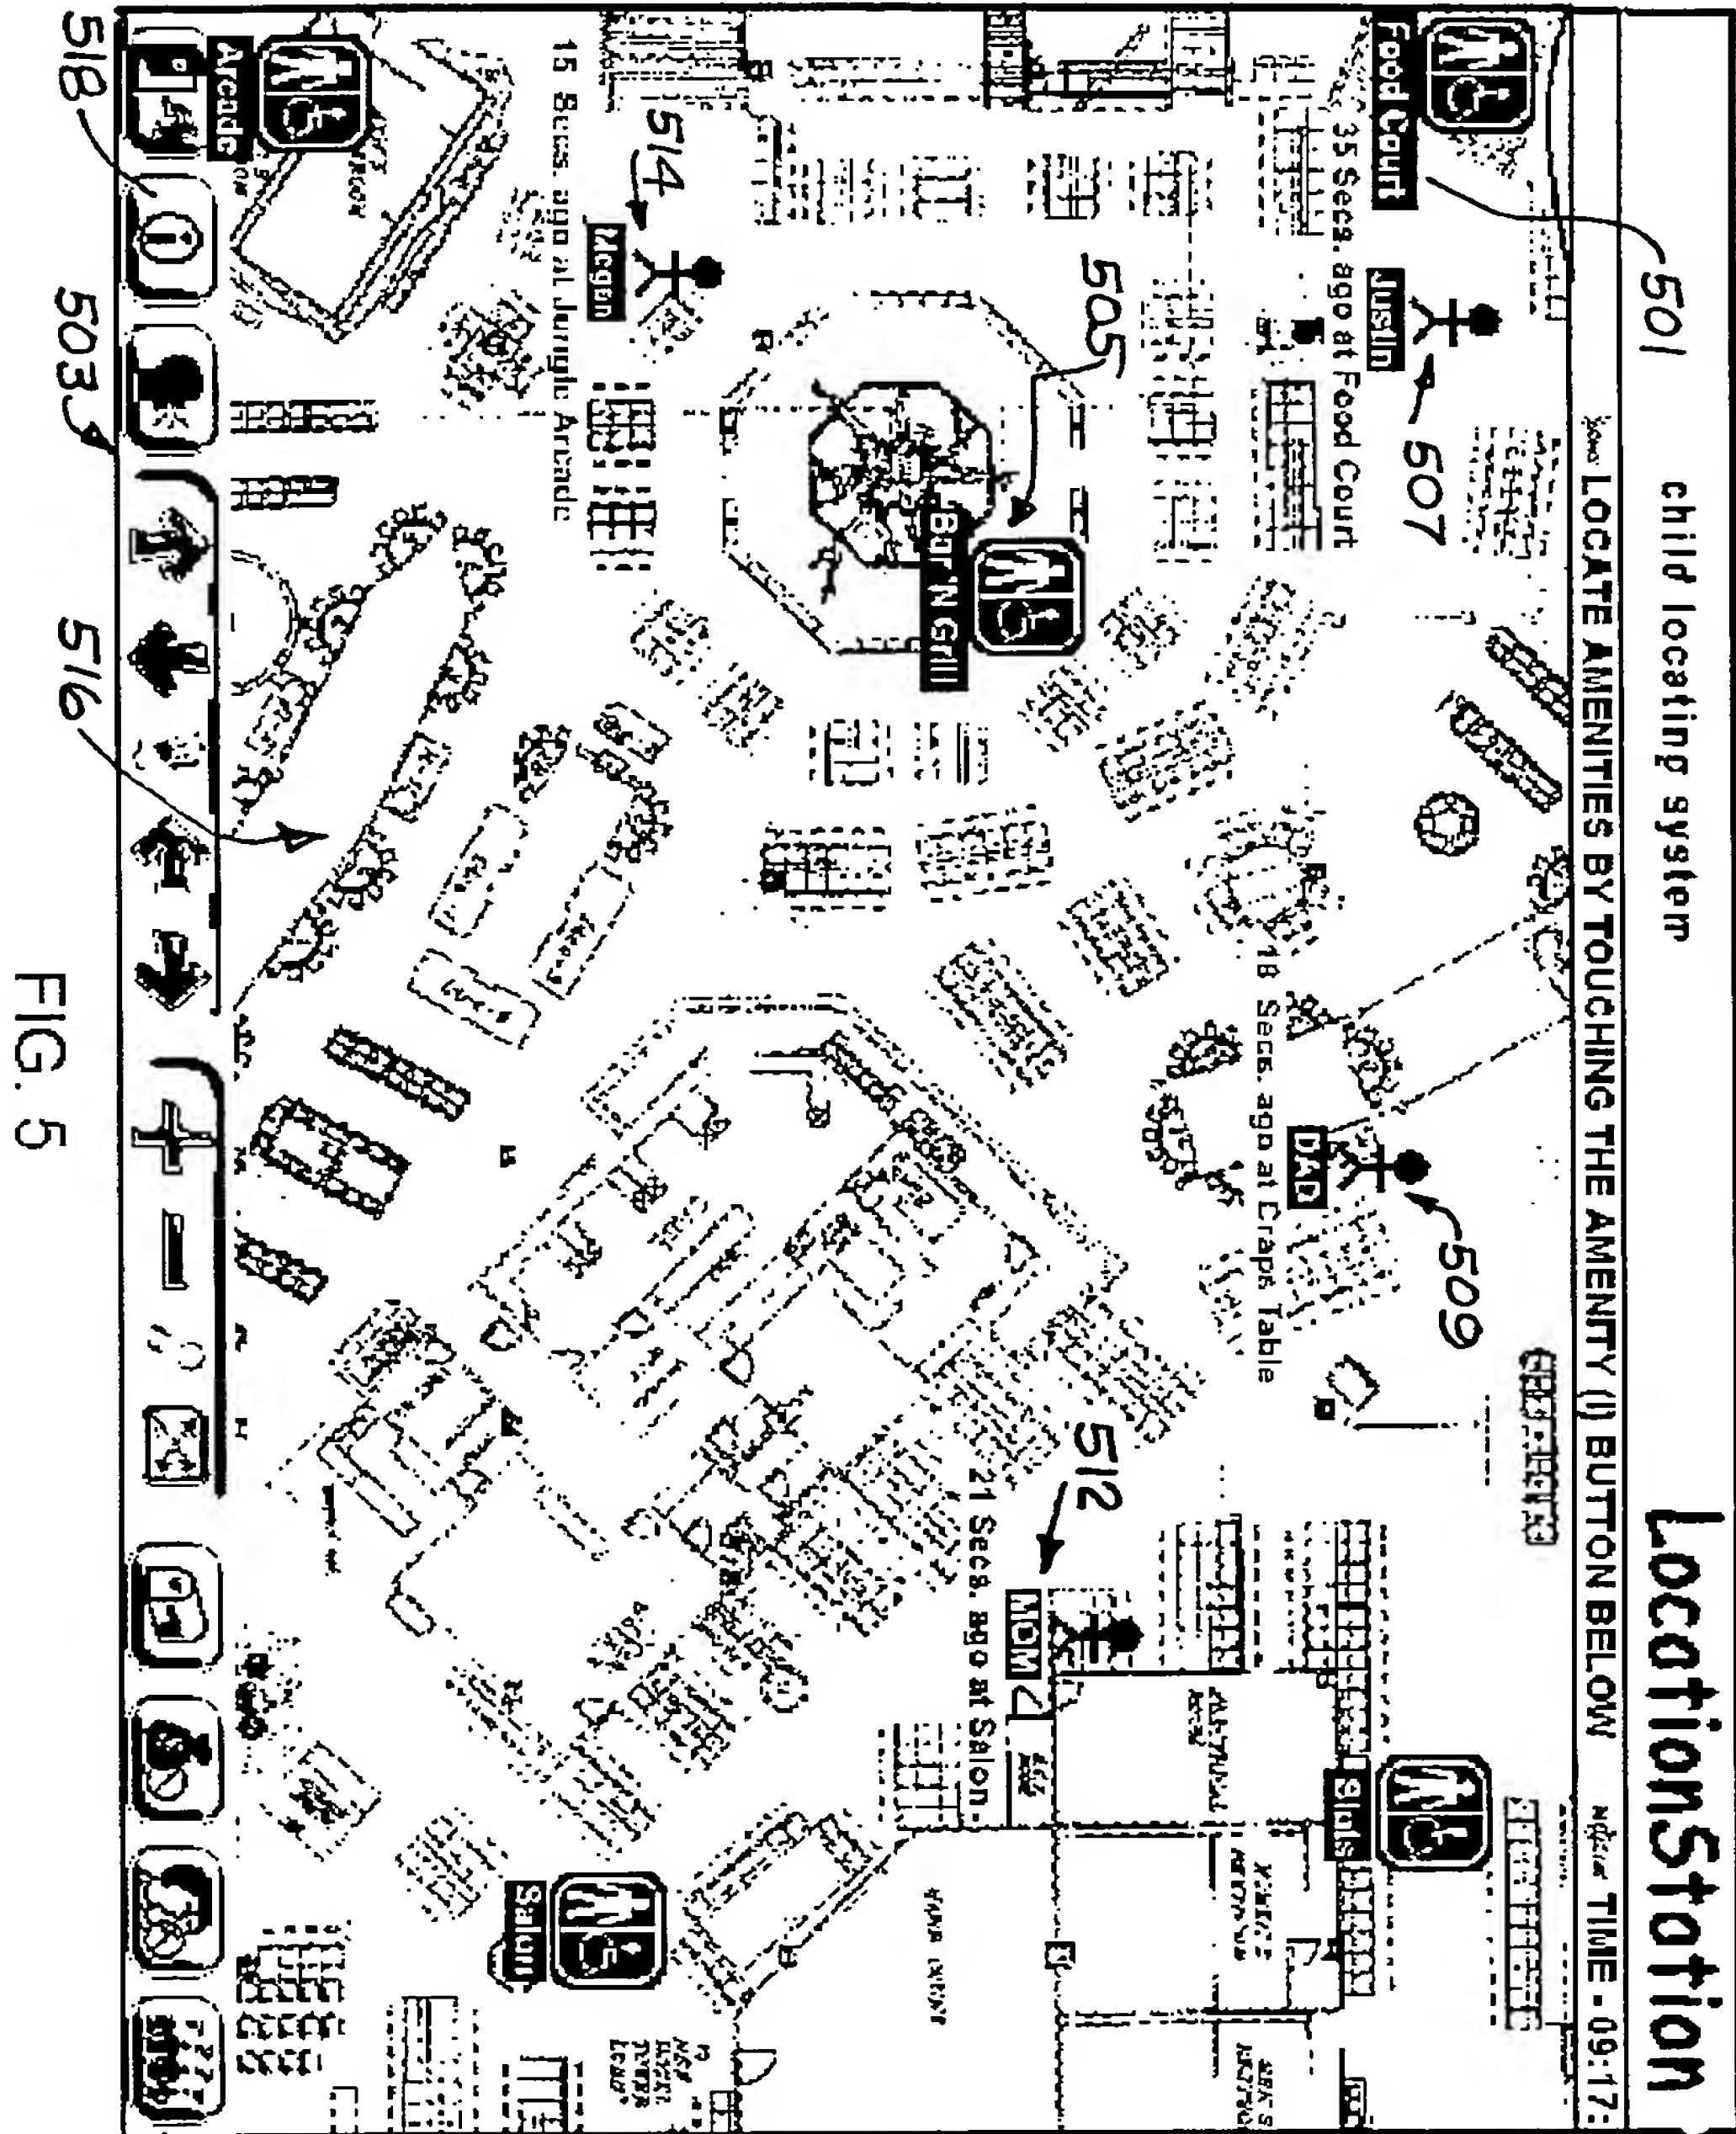 501
child locating system
LocationStation
LOCATE AMENITIES BY TOUCHING THE AMENITY (I) BUTTON BELOW
TIME - 09:17:
Food Court
Justin
507
35 Secs. ago at Food Court
DAD
509
18 Secs. ago at Craps Table
Slots
505
Bar 'N Grill
512
MOM
21 Secs. ago at Salon
514
Megan
15 Secs. ago at Jungle Arcade
Salon
Arcade
518
503
516
FIG. 5